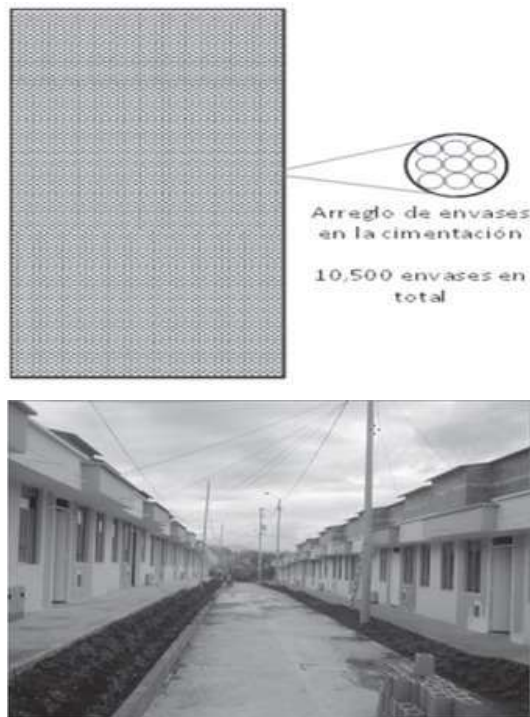 Arreglo de envases
en la cimentación
10,500 envases en
total